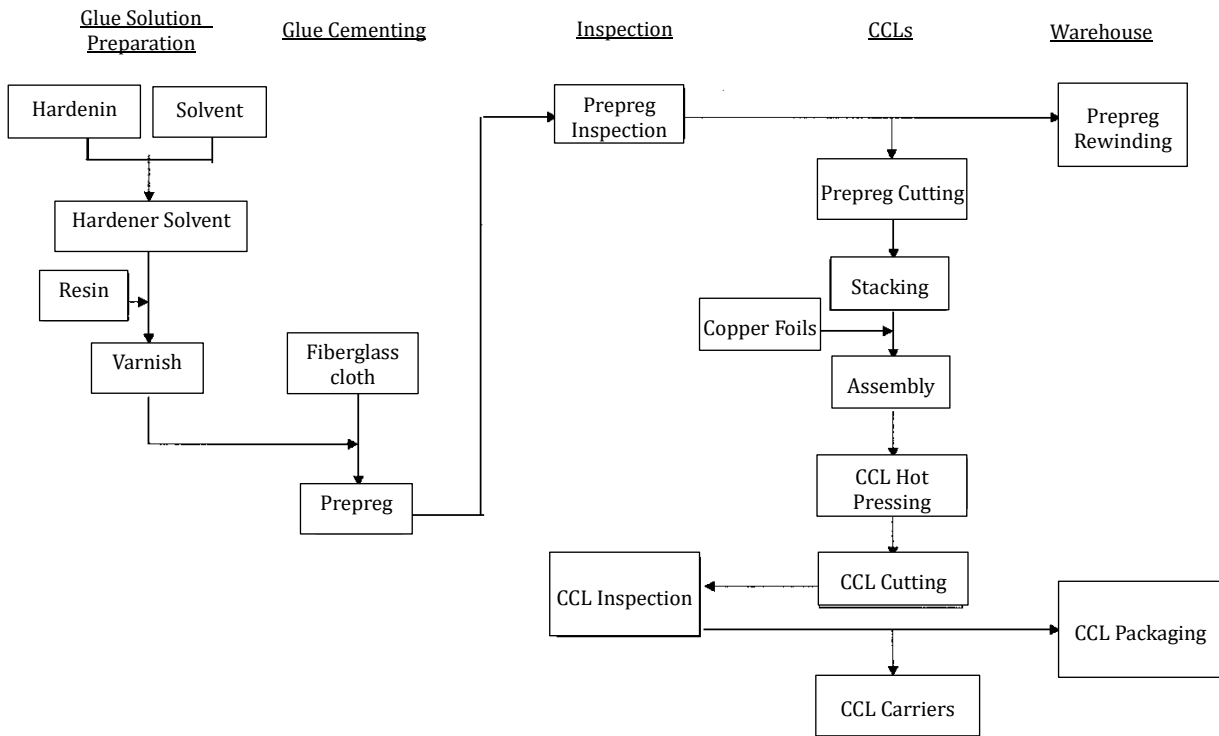 Glue Solution
Preparation
Glue Cementing
Inspection
CCLs
Warehouse
Hardenin
Solvent
Hardener Solvent
Resin
Varnish
Fiberglass
cloth
Prepreg
Prepreg
Inspection
Prepreg
Rewinding
Prepreg Cutting
Stacking
Copper Foils
Assembly
CCL Hot
Pressing
CCL Cutting
CCL Inspection
CCL Packaging
CCL Carriers